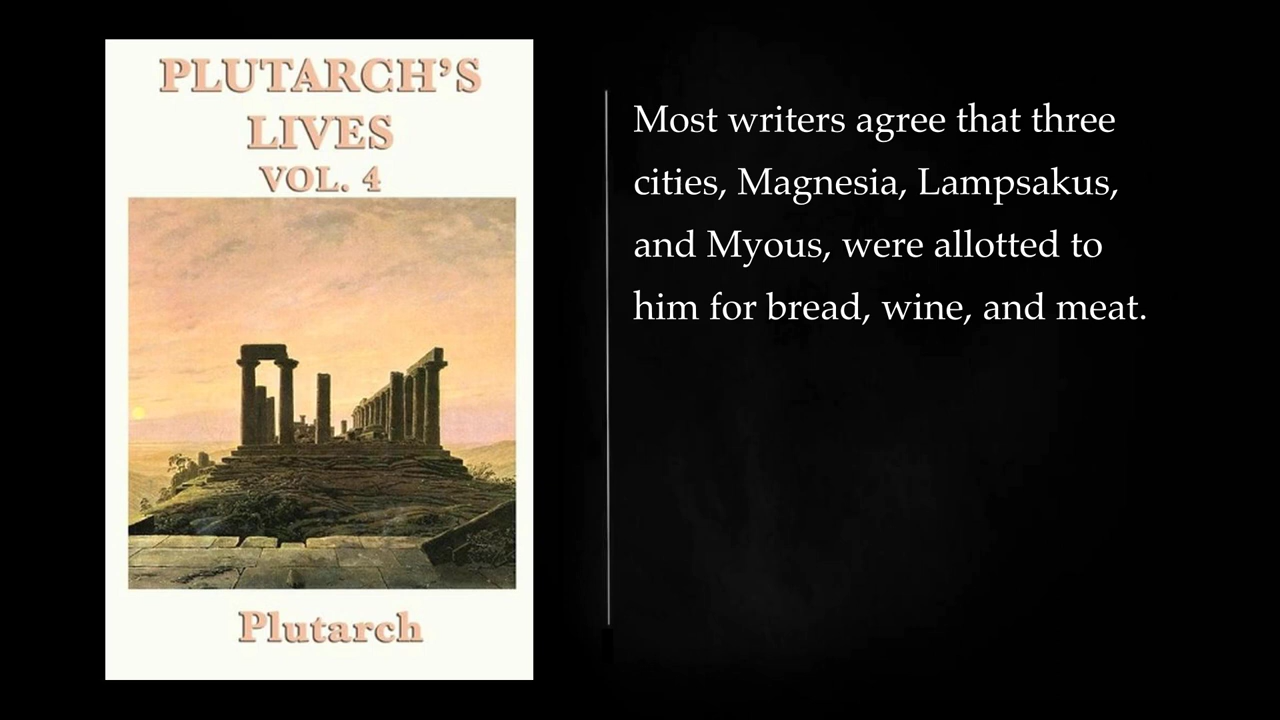 PLUTARCH'S
LIVES
VOL. 4
Plutarch
Most writers agree that three
cities, Magnesia, Lampsakus,
and Myous, were allotted to
him for bread, wine, and meat.